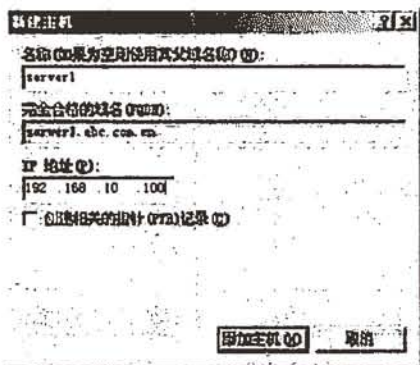 新建主机
名称(如果为空则使用其父域名)(N):
server1
完全合格的域名(FQDN):
server1.abc.com.cn.
IP 地址(P):
192 .168 .10 .100
创建相关的指针(PTR)记录(C)
添加主机(H)
取消